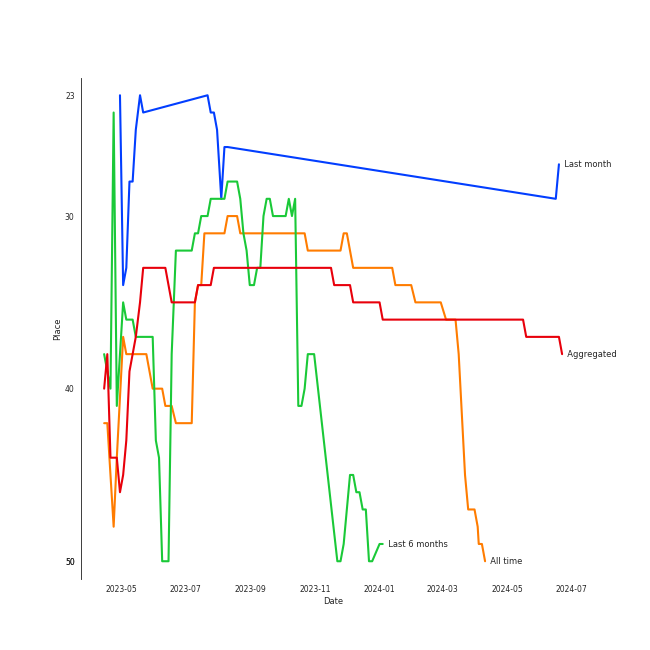 23
Last month
30
Place
Aggregated
40
Last 6 months
50
All time
2023-05 2023-07 2023-09 2023-11 2024-01 2024-03 2024-05 2024-07
Date